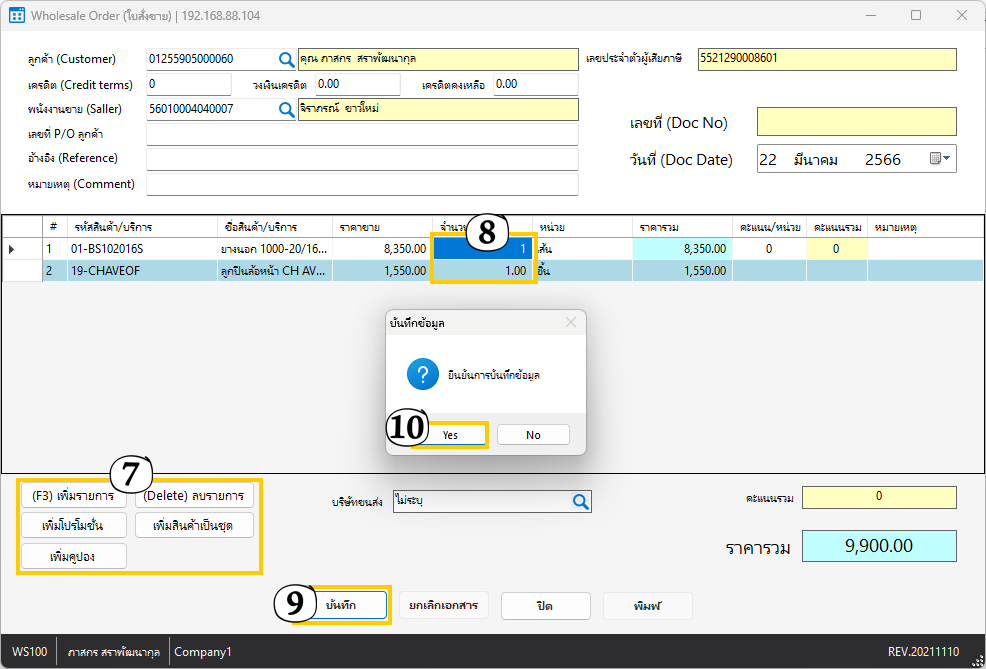 Wholesale Order (ใบสั่งขาย) | 192.168.88.104
ลูกค้า (Customer) 01255905000060 คุณ ภาสกร สราพัฒนากุล เลขประจำตัวผู้เสียภาษี 5521290008601
เครดิต (Credit terms) 0 วงเงินเครดิต 0.00 เครดิตคงเหลือ 0.00
พนังงานขาย (Saller) 56010004040007 จิราภรณ์ ขาวใหม่
เลขที่ P/O ลูกค้า
เลขที่ (Doc No)
อ้างอิง (Reference)
วันที่ (Doc Date) 22 มีนาคม 2566
หมายเหตุ (Comment)
# รหัสสินค้า/บริการ ชื่อสินค้า/บริการ ราคาขาย จำนวน 8 หน่วย ราคารวม คะแนน/หน่วย คะแนนรวม หมายเหตุ
1 01-BS102016S ยางนอก 1000-20/16... 8,350.00 1 เส้น 8,350.00 0 0
2 19-CHAVEOF ลูกปืนล้อหน้า CH AV... 1,550.00 1.00 ชิ้น 1,550.00
บันทึกข้อมูล
? ยืนยันการบันทึกข้อมูล
10 Yes No
7
(F3) เพิ่มรายการ (Delete) ลบรายการ
เพิ่มโปรโมชั่น เพิ่มสินค้าเป็นชุด
เพิ่มคูปอง
บริษัทขนส่ง ไม่ระบุ
คะแนนรวม 0
ราคารวม 9,900.00
9 บันทึก ยกเลิกเอกสาร ปิด พิมพ์
WS100 ภาสกร สราพัฒนากุล Company1 REV.20211110